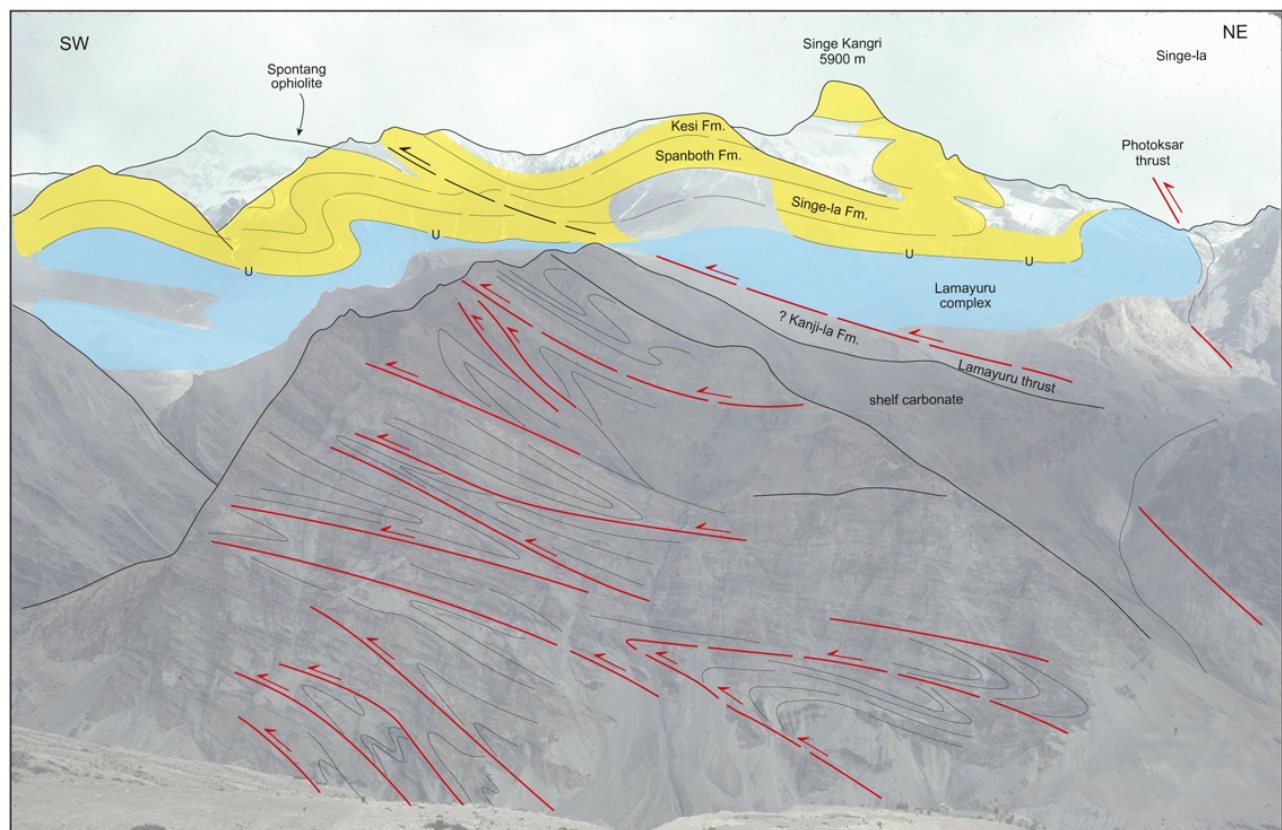 SW
NE
Singe Kangri
5900 m
Singe-la
Spontang
ophiolite
Kesi Fm.
Spanboth Fm.
Photoksar
thrust
Singe-la Fm.
U
U
U
U
Lamayuru
complex
? Kanji-la Fm.
Lamayuru thrust
shelf carbonate